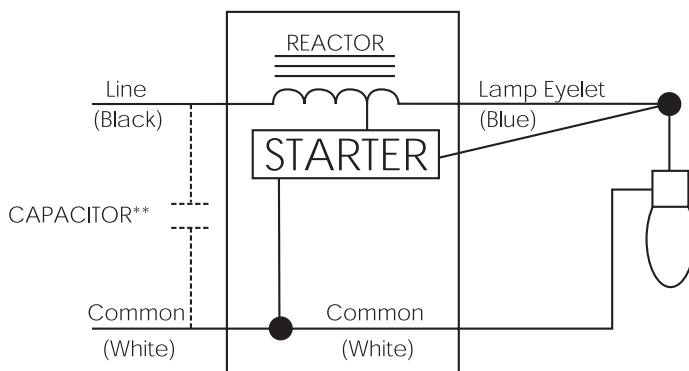 REACTOR
Line
(Black)
Lamp Eyelet
(Blue)
STARTER
CAPACITOR**
Common
(White)
Common
(White)